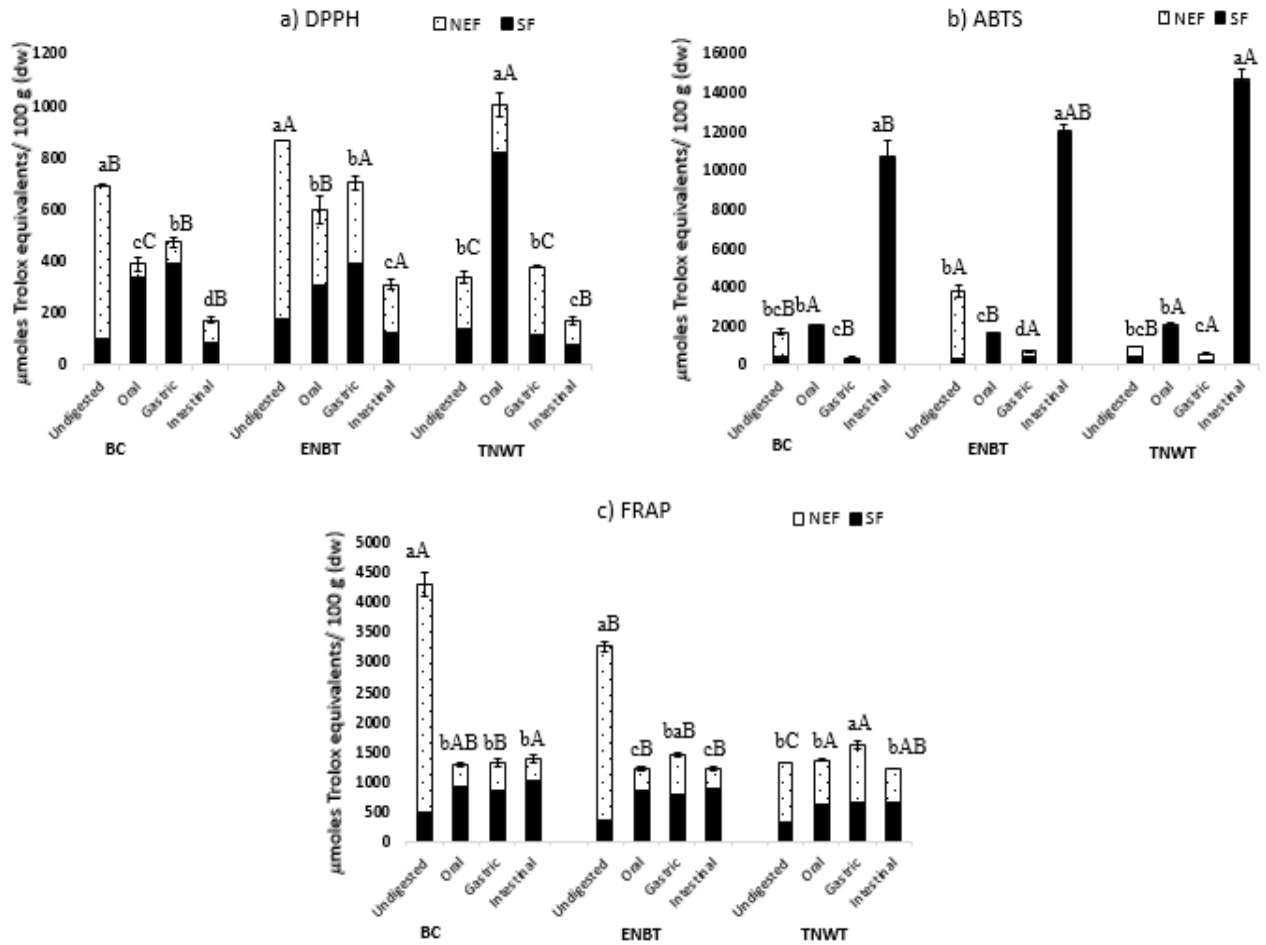 a) DPPH
NEF SF
μmoles Trolox equivalents/ 100 g (dw)
1200
1000
800
600
400
200
0
aB
cC
bB
dB
aA
bB
bA
cA
bC
aA
bC
cB
Undigested Oral Gastric Intestinal Undigested Oral Gastric Intestinal Undigested Oral Gastric Intestinal
BC ENBT TNWT
b) ABTS
NEF SF
μmoles Trolox equivalents/ 100 g (dw)
16000
14000
12000
10000
8000
6000
4000
2000
0
bcB
bA
cB
aB
bA
cB
dA
aAB
bcB
bA
cA
aA
Undigested Oral Gastric Intestinal Undigested Oral Gastric Intestinal Undigested Oral Gastric Intestinal
BC ENBT TNWT
c) FRAP
NEF SF
μmoles Trolox equivalents/ 100 g (dw)
5000
4500
4000
3500
3000
2500
2000
1500
1000
500
0
aA
bAB
bB
bA
aB
cB
baB
cB
bC
bA
aA
bAB
Undigested Oral Gastric Intestinal Undigested Oral Gastric Intestinal Undigested Oral Gastric Intestinal
BC ENBT TNWT